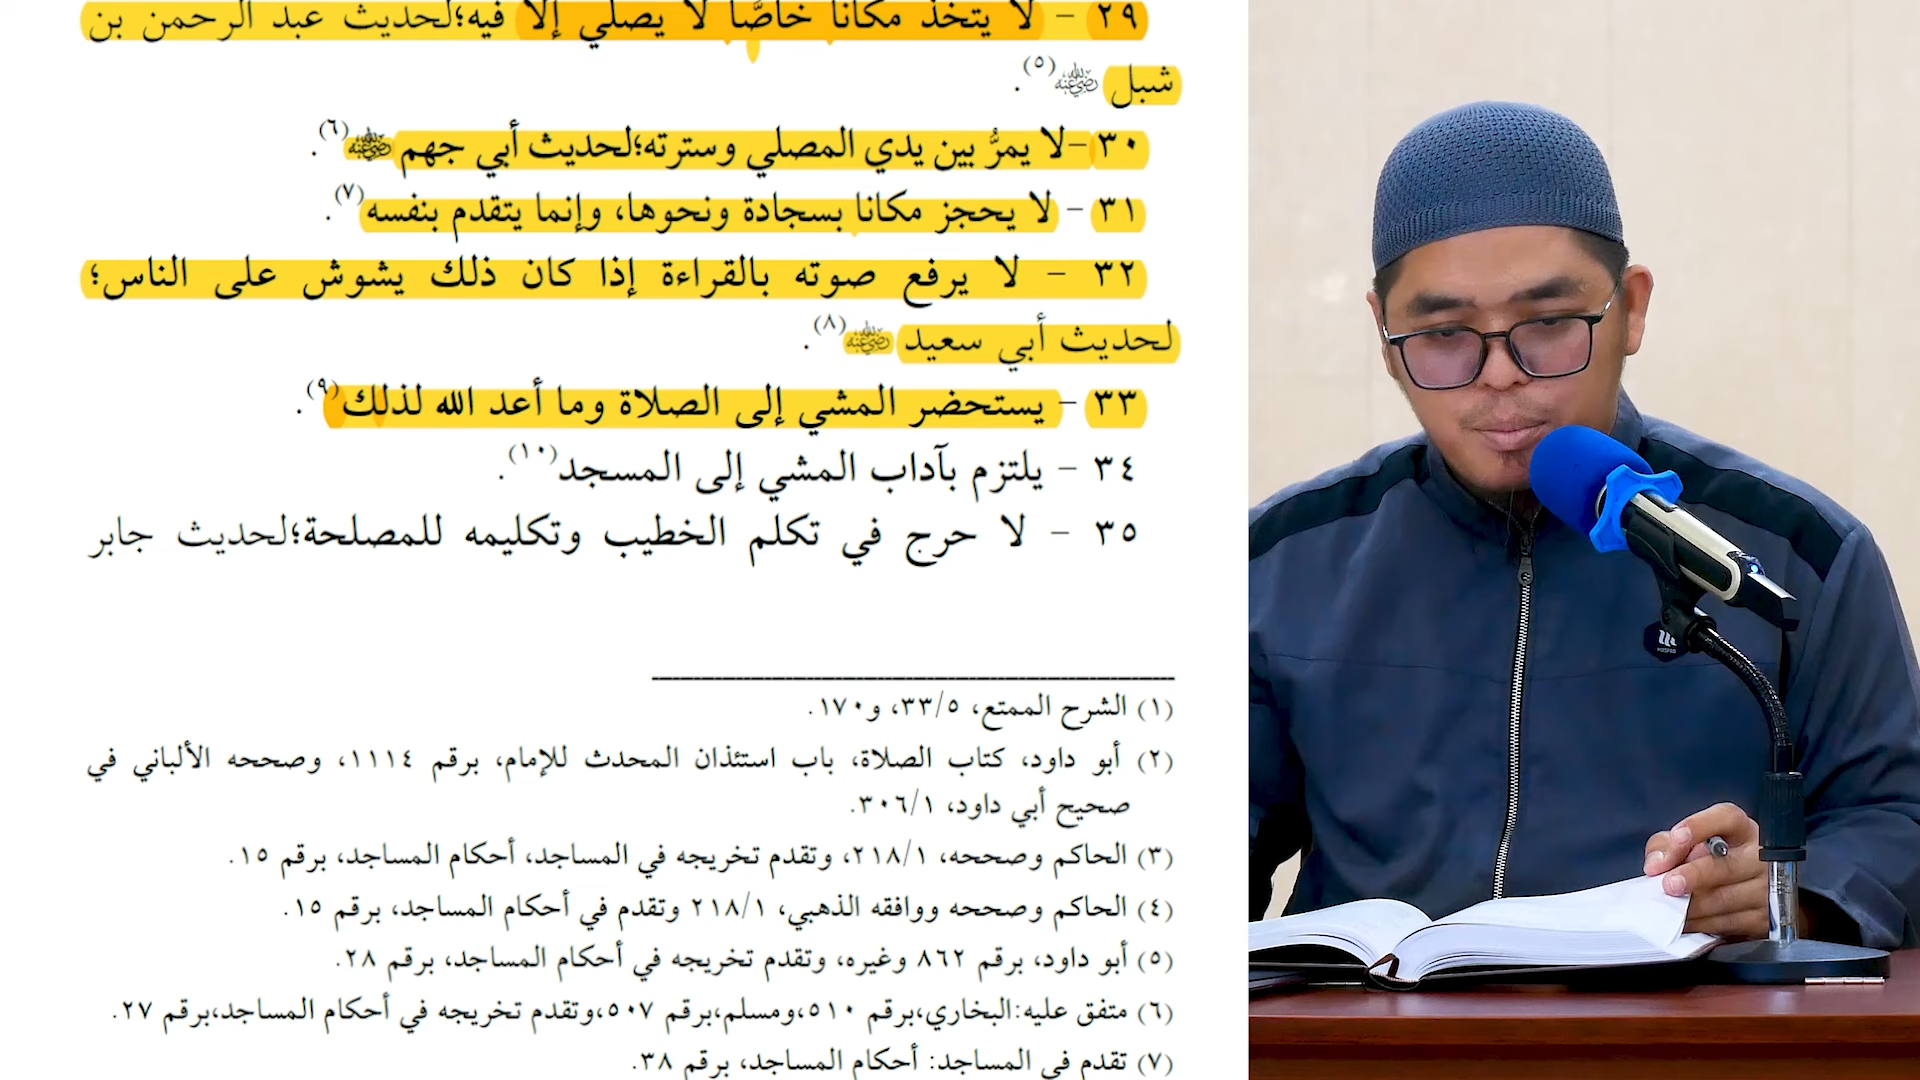 ٢٩ – لا يتخذ مكانا خاصًّا لا يصلي إلا فيه؛لحديث عبد الرحمن بن
شبل رضي الله عنه(٥).
٣٠ –لا يمرُّ بين يدي المصلي وسترته؛لحديث أبي جهم رضي الله عنه(٦).
٣١ – لا يحجز مكانا بسجادة ونحوها، وإنما يتقدم بنفسه(٧).
٣٢ – لا يرفع صوته بالقراءة إذا كان ذلك يشوش على الناس؛
لحديث أبي سعيد رضي الله عنه(٨).
٣٣ – يستحضر المشي إلى الصلاة وما أعد الله لذلك(٩).
٣٤ – يلتزم بآداب المشي إلى المسجد(١٠).
٣٥ – لا حرج في تكلم الخطيب وتكليمه للمصلحة؛لحديث جابر
(١) الشرح الممتع، ٣٣/٥، و١٧٠.
(٢) أبو داود، كتاب الصلاة، باب استئذان المحدث للإمام، برقم ١١١٤، وصححه الألباني في
صحيح أبي داود، ٣٠٦/١.
(٣) الحاكم وصححه، ٢١٨/١، وتقدم تخريجه في المساجد، أحكام المساجد، برقم ١٥.
(٤) الحاكم وصححه ووافقه الذهبي، ٢١٨/١ وتقدم في أحكام المساجد، برقم ١٥.
(٥) أبو داود، برقم ٨٦٢ وغيره، وتقدم تخريجه في أحكام المساجد، برقم ٢٨.
(٦) متفق عليه:البخاري،برقم ٥١٠،ومسلم،برقم ٥٠٧،وتقدم تخريجه في أحكام المساجد،برقم ٢٧.
(٧) تقدم في المساجد: أحكام المساجد، برقم ٣٨.